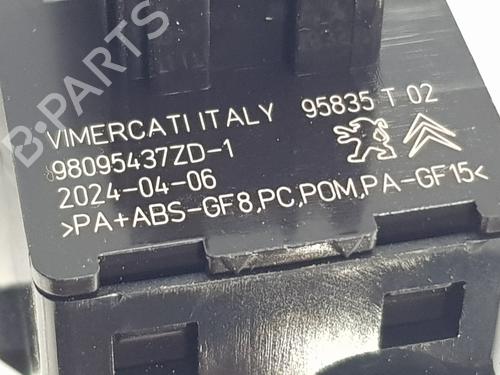 VIMERCATI ITALY 95835 T 02
98095437ZD-1
2024-04-06
>PA+ABS-GF8,PC,POM,PA-GF15<
B-PARTS